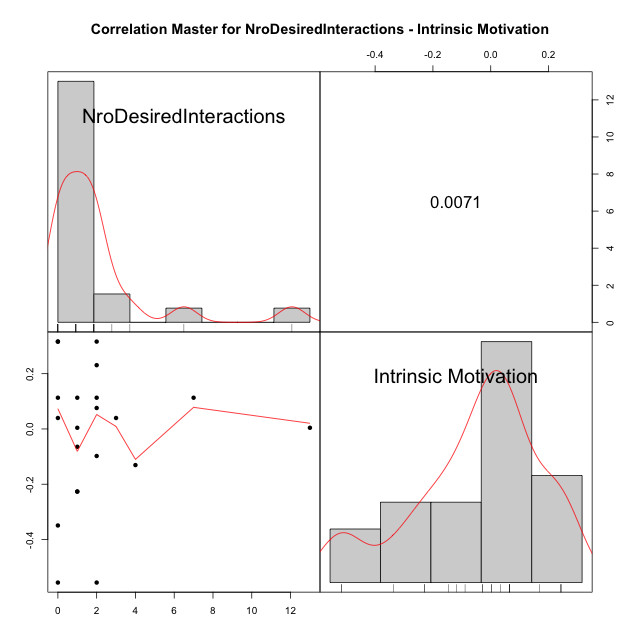 Correlation Master for NroDesiredInteractions - Intrinsic Motivation
-0.4 -0.2 0.0 0.2
NroDesiredInteractions
0.0071
0 2 4 6 8 10 12
Intrinsic Motivation
-0.4 -0.2 0.0 0.2
0 2 4 6 8 10 12